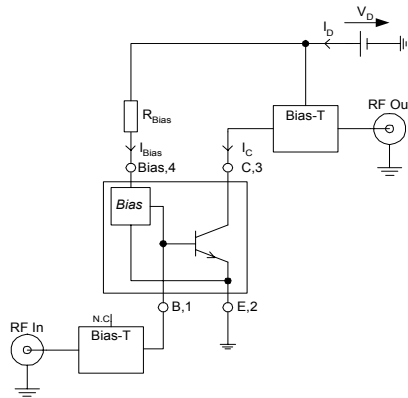 V_D
I_D
RF Ou
Bias-T
R_Bias
I_Bias
I_C
Bias,4
C,3
Bias
B,1
E,2
N.C
RF In
Bias-T